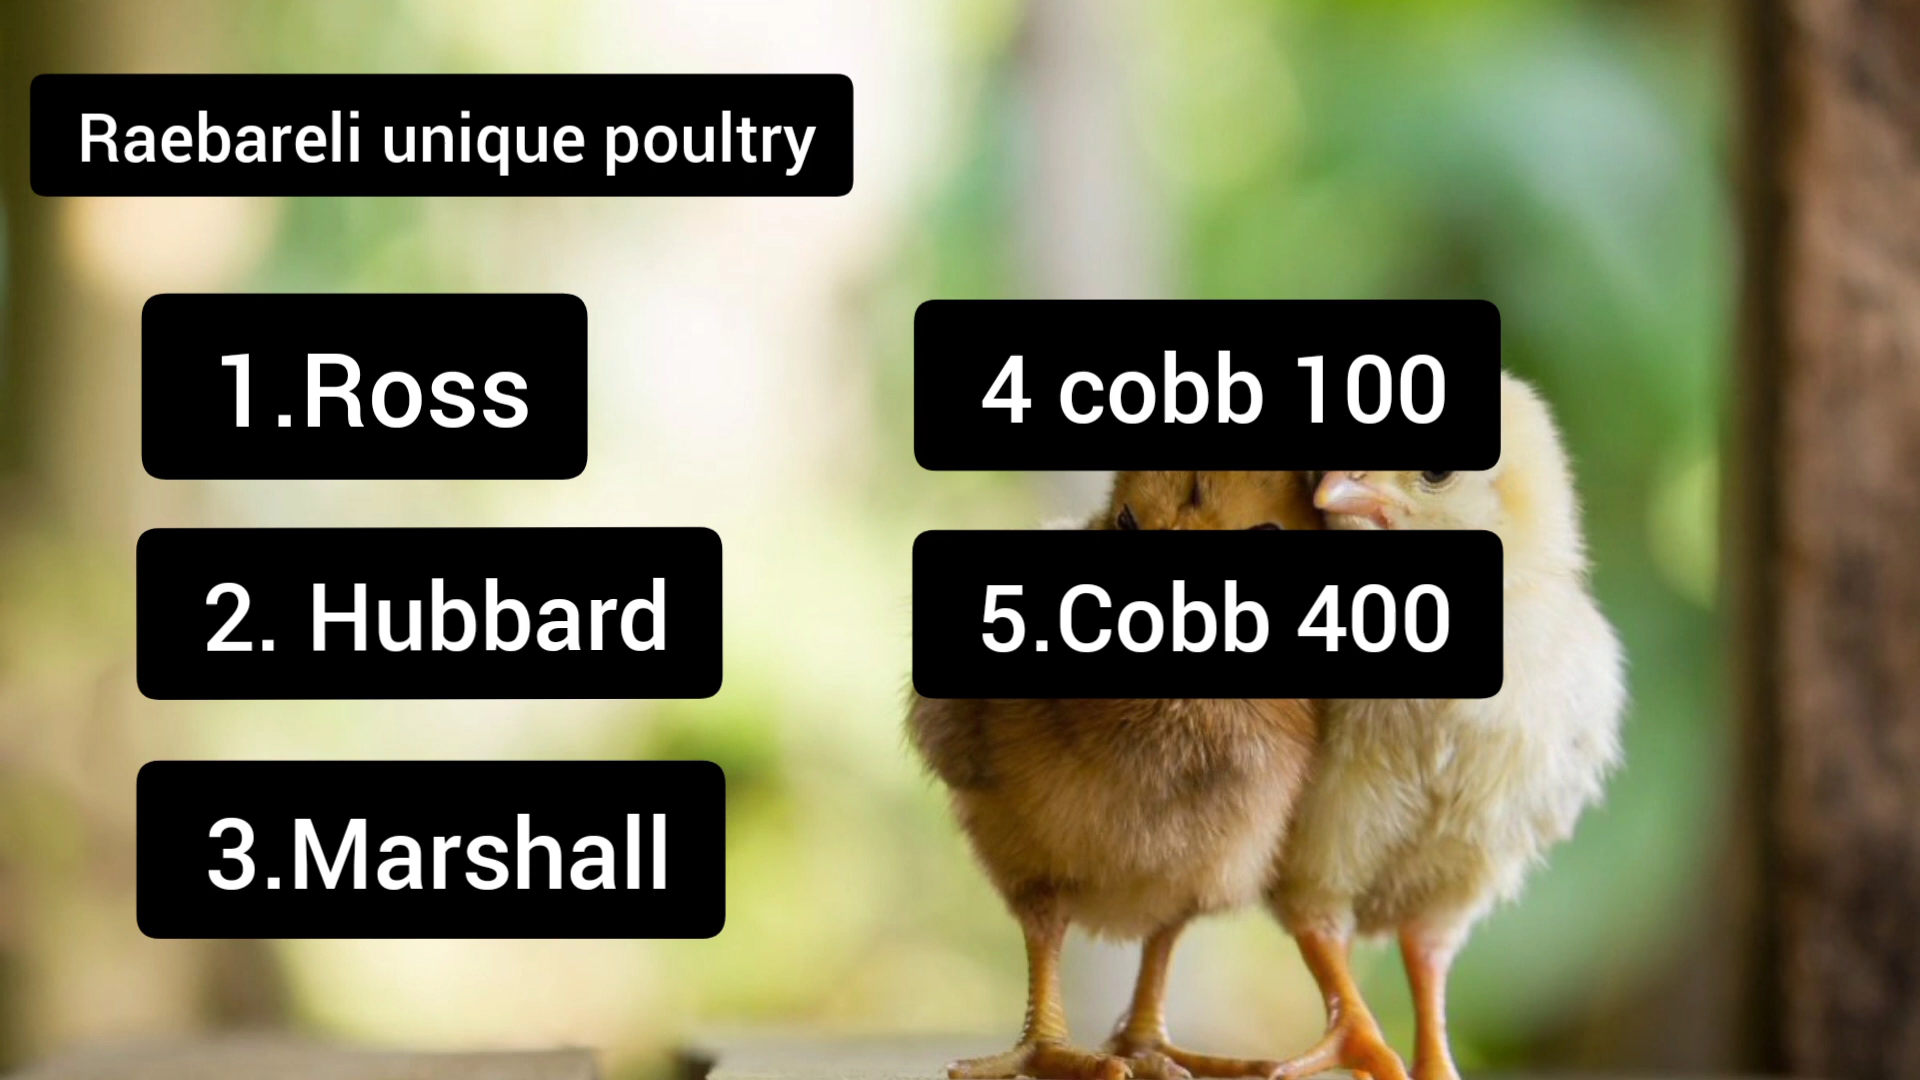 Raebareli unique poultry
1.Ross
2. Hubbard
3.Marshall
4 cobb 100
5.Cobb 400